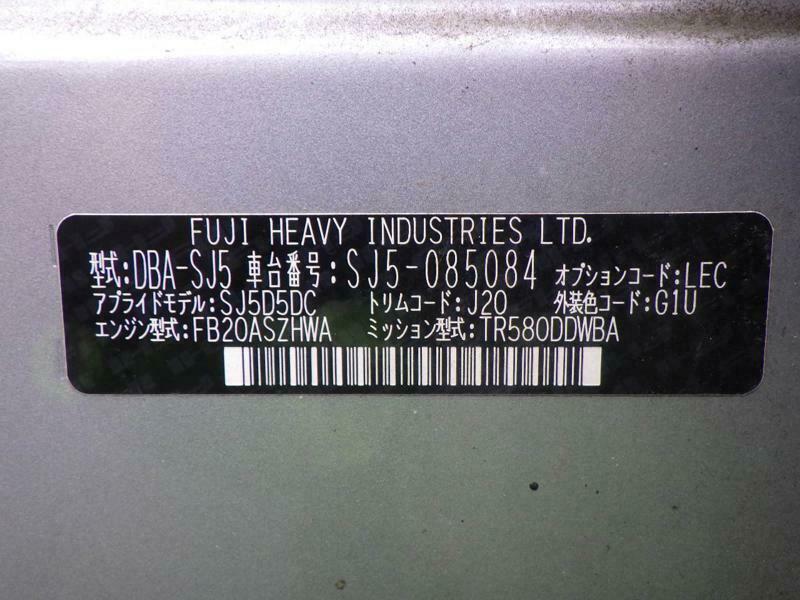 FUJI HEAVY INDUSTRIES LTD.
型式:DBA-SJ5 車台番号:SJ5-085084 オプションコード:LEC
アプライドモデル:SJ5D5DC トリムコード:J20 外装色コード:G1U
エンジン型式:FB20ASZHWA ミッション型式:TR580DDWBA